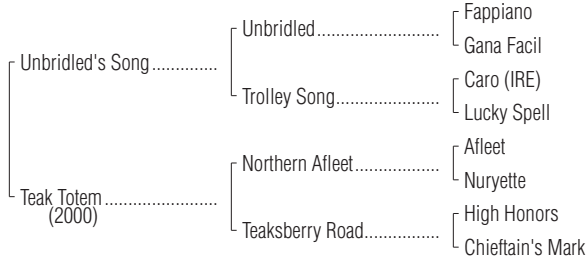 Fappiano
Unbridled
Gana Facil
Unbridled's Song
Caro (IRE)
Trolley Song
Lucky Spell
Afleet
Northern Afleet
Nuryette
Teak Totem
(2000)
High Honors
Teaksberry Road
Chieftain's Mark